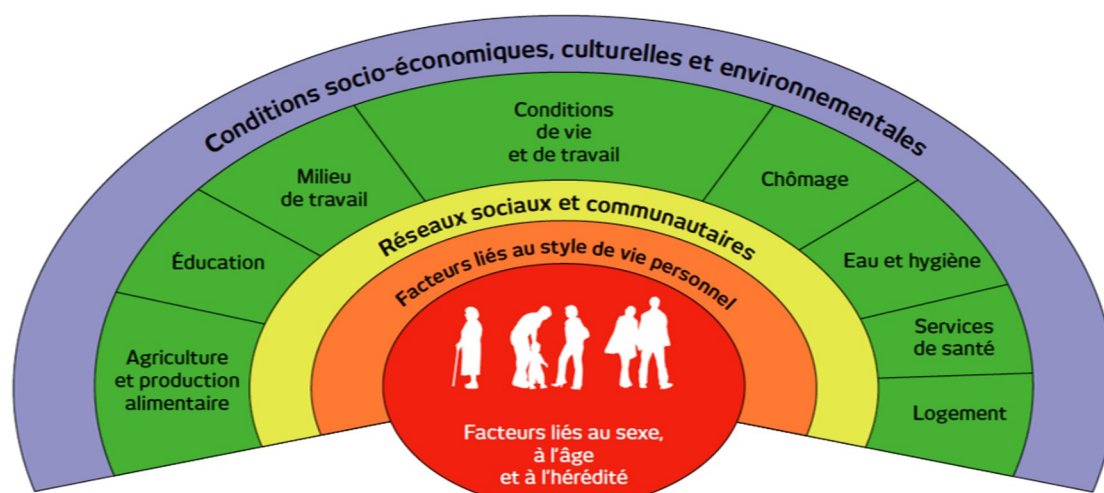 Conditions socio-économiques, culturelles et environnementales
Conditions
de vie
et de travail
Milieu
de travail
Chômage
Éducation
Eau et hygiène
Agriculture
et production
alimentaire
Services
de santé
Logement
Réseaux sociaux et communautaires
Facteurs liés au style de vie personnel
Facteurs liés au sexe,
à l'âge
et à l'hérédité